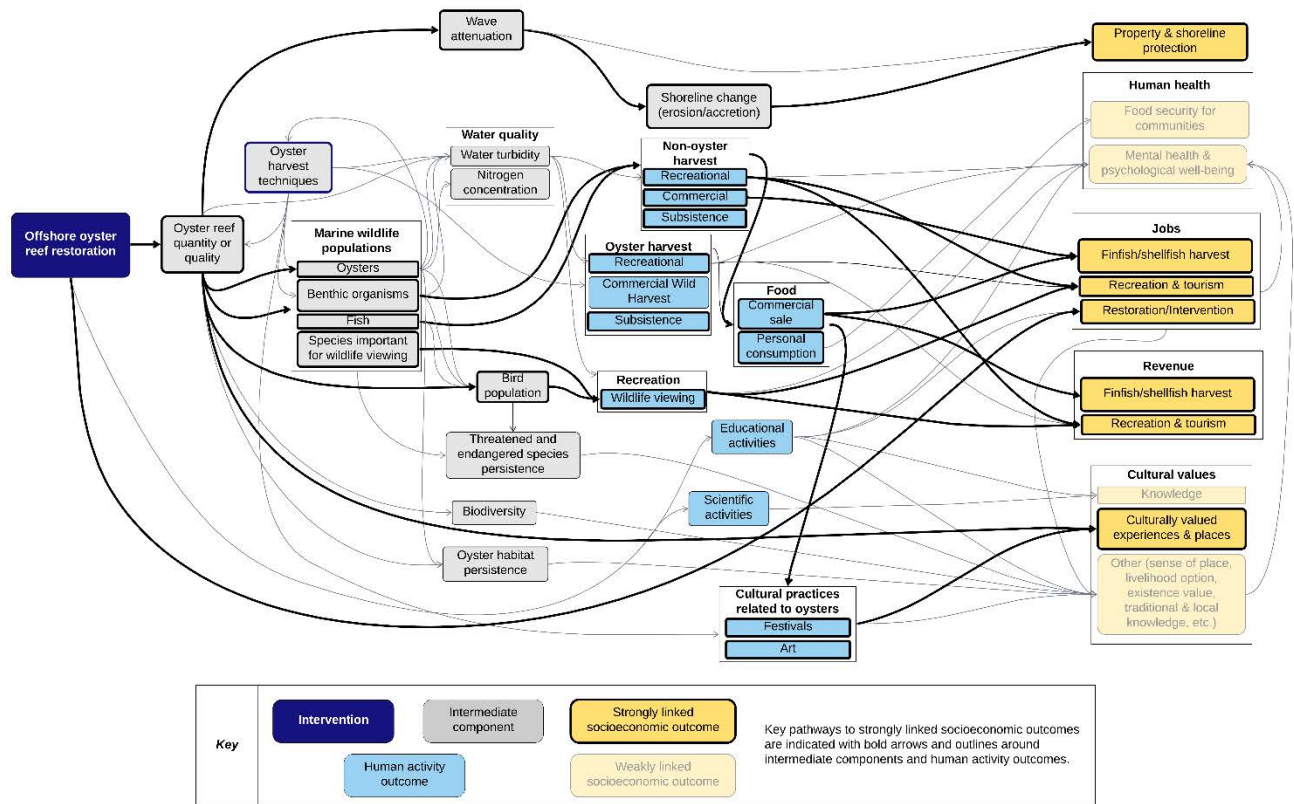 Wave
attenuation
Property & shoreline
protection
Shoreline change
(erosion/accretion)
Human health
Food security for
communities
Mental health &
psychological well-being
Oyster
harvest
techniques
Water quality
Water turbidity
Nitrogen
concentration
Non-oyster
harvest
Recreational
Commercial
Subsistence
Offshore oyster
reef restoration
Oyster reef
quantity or
quality
Marine wildlife
populations
Oysters
Benthic organisms
Fish
Species important
for wildlife viewing
Oyster harvest
Recreational
Commercial Wild
Harvest
Subsistence
Food
Commercial
sale
Personal
consumption
Jobs
Finfish/shellfish harvest
Recreation & tourism
Restoration/Intervention
Bird
population
Recreation
Wildlife viewing
Revenue
Finfish/shellfish harvest
Recreation & tourism
Threatened and
endangered species
persistence
Educational
activities
Biodiversity
Scientific
activities
Oyster habitat
persistence
Cultural values
Knowledge
Culturally valued
experiences & places
Other (sense of place,
livelihood option,
existence value,
traditional & local
knowledge, etc.)
Cultural practices
related to oysters
Festivals
Art
Key
Intervention
Intermediate
component
Strongly linked
socioeconomic outcome
Human activity
outcome
Weakly linked
socioeconomic outcome
Key pathways to strongly linked socioeconomic outcomes
are indicated with bold arrows and outlines around
intermediate components and human activity outcomes.